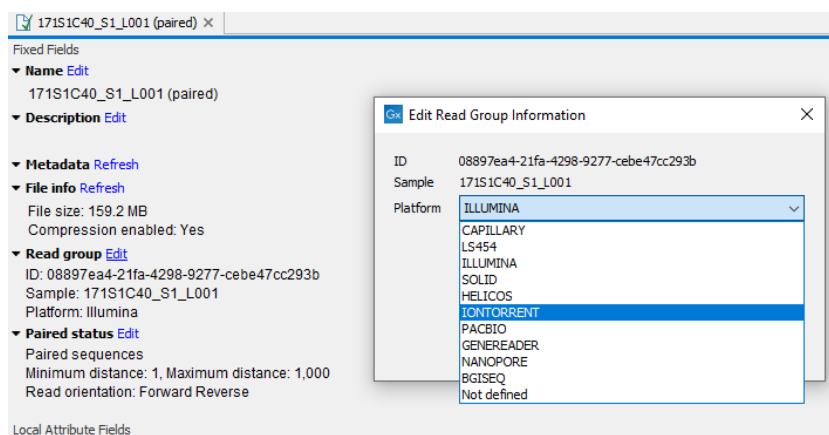 171S1C40_S1_L001 (paired)
Fixed Fields
Name Edit
171S1C40_S1_L001 (paired)
Description Edit
Metadata Refresh
File info Refresh
File size: 159.2 MB
Compression enabled: Yes
Read group Edit
ID: 08897ea4-21fa-4298-9277-cebe47cc293b
Sample: 171S1C40_S1_L001
Platform: Illumina
Paired status Edit
Paired sequences
Minimum distance: 1, Maximum distance: 1,000
Read orientation: Forward Reverse
Local Attribute Fields
Gx Edit Read Group Information
ID 08897ea4-21fa-4298-9277-cebe47cc293b
Sample 171S1C40_S1_L001
Platform ILLUMINA
CAPILLARY
LS454
ILLUMINA
SOLID
HELICOS
IONTORRENT
PACBIO
GENEREADER
NANOPORE
BGISEQ
Not defined